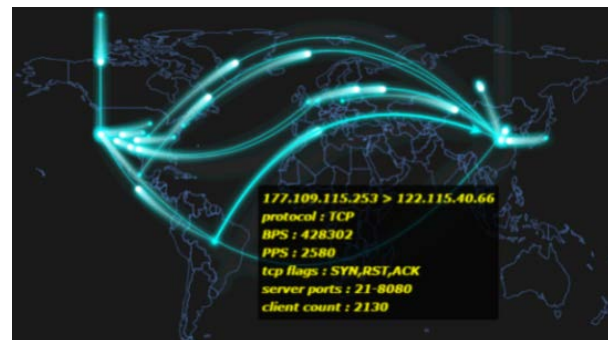 177.109.115.253 > 122.115.40.66
protocol : TCP
BPS : 428302
PPS : 2580
tcp flags : SYN,RST,ACK
server ports : 21-8080
client count : 2130